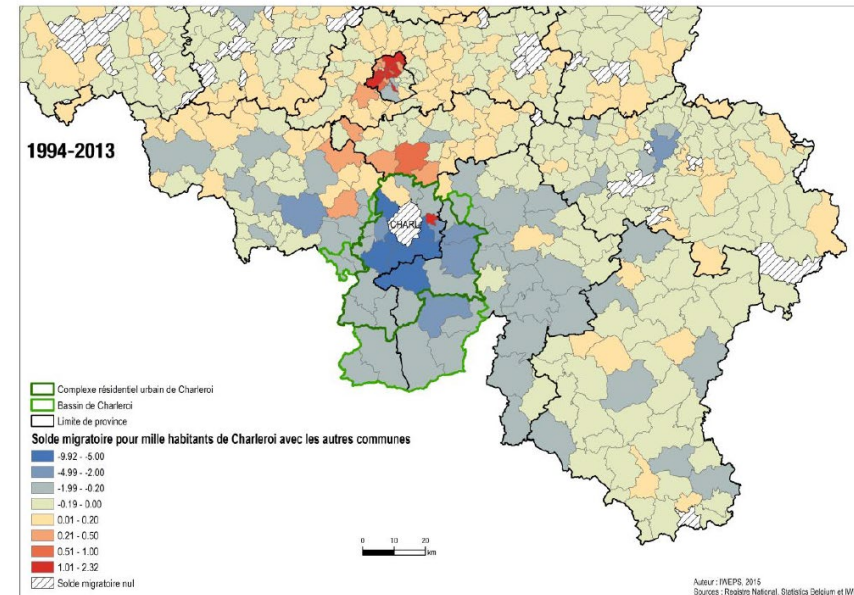 1994-2013
CHARL
Complexe résidentiel urbain de Charleroi
Bassin de Charleroi
Limite de province
Solde migratoire pour mille habitants de Charleroi avec les autres communes
-9.92 - -5.00
-4.99 - -2.00
-1.99 - -0.20
-0.19 - 0.00
0.01 - 0.20
0.21 - 0.50
0.51 - 1.00
1.01 - 2.32
Solde migratoire nul
0 10 20
km
Auteur : IWEPS, 2015
Sources : Registre National, Statistics Belgium et IW